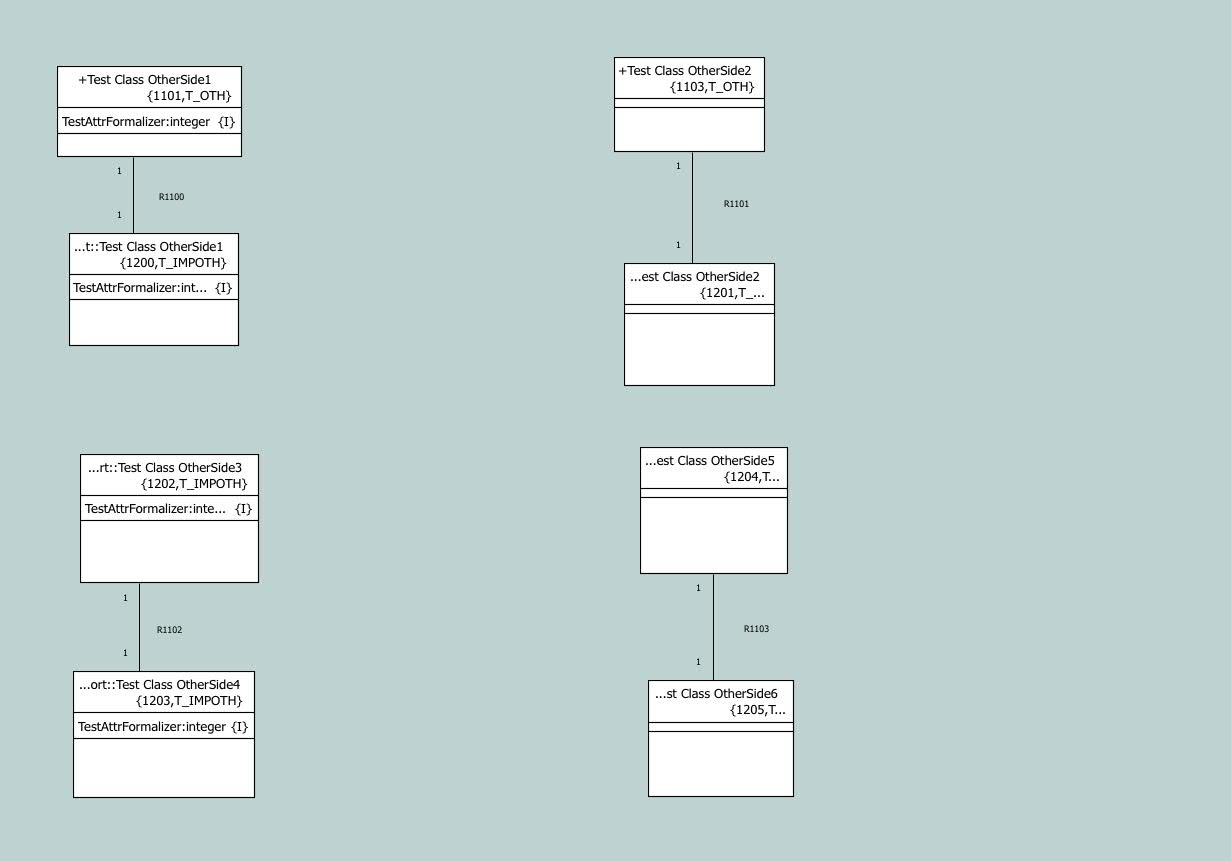 +Test Class OtherSide1
{1101,T_OTH}
TestAttrFormalizer:integer {I}
1
R1100
1
...t::Test Class OtherSide1
{1200,T_IMPOTH}
TestAttrFormalizer:int... {I}
+Test Class OtherSide2
{1103,T_OTH}
1
R1101
1
...est Class OtherSide2
{1201,T_...
...rt::Test Class OtherSide3
{1202,T_IMPOTH}
TestAttrFormalizer:inte... {I}
1
R1102
1
...ort::Test Class OtherSide4
{1203,T_IMPOTH}
TestAttrFormalizer:integer {I}
...est Class OtherSide5
{1204,T...
1
R1103
1
...st Class OtherSide6
{1205,T...